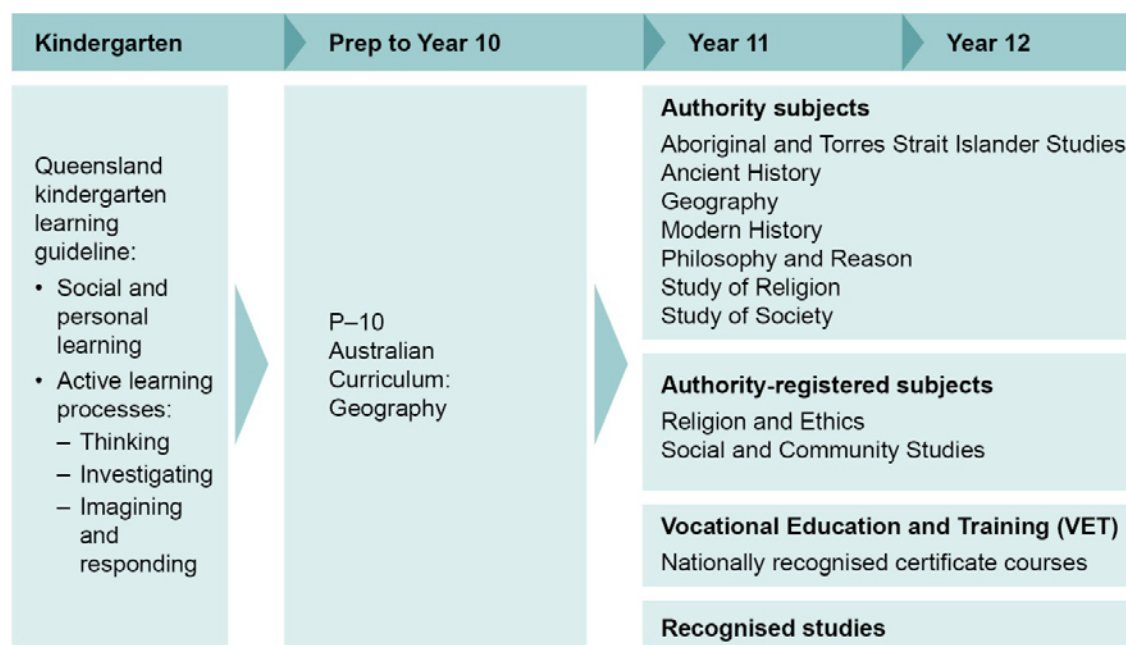 Kindergarten
Prep to Year 10
Year 11
Year 12
Queensland
kindergarten
learning
guideline:
• Social and
personal
learning
• Active learning
processes:
– Thinking
– Investigating
– Imagining
and
responding
P–10
Australian
Curriculum:
Geography
Authority subjects
Aboriginal and Torres Strait Islander Studies
Ancient History
Geography
Modern History
Philosophy and Reason
Study of Religion
Study of Society
Authority-registered subjects
Religion and Ethics
Social and Community Studies
Vocational Education and Training (VET)
Nationally recognised certificate courses
Recognised studies